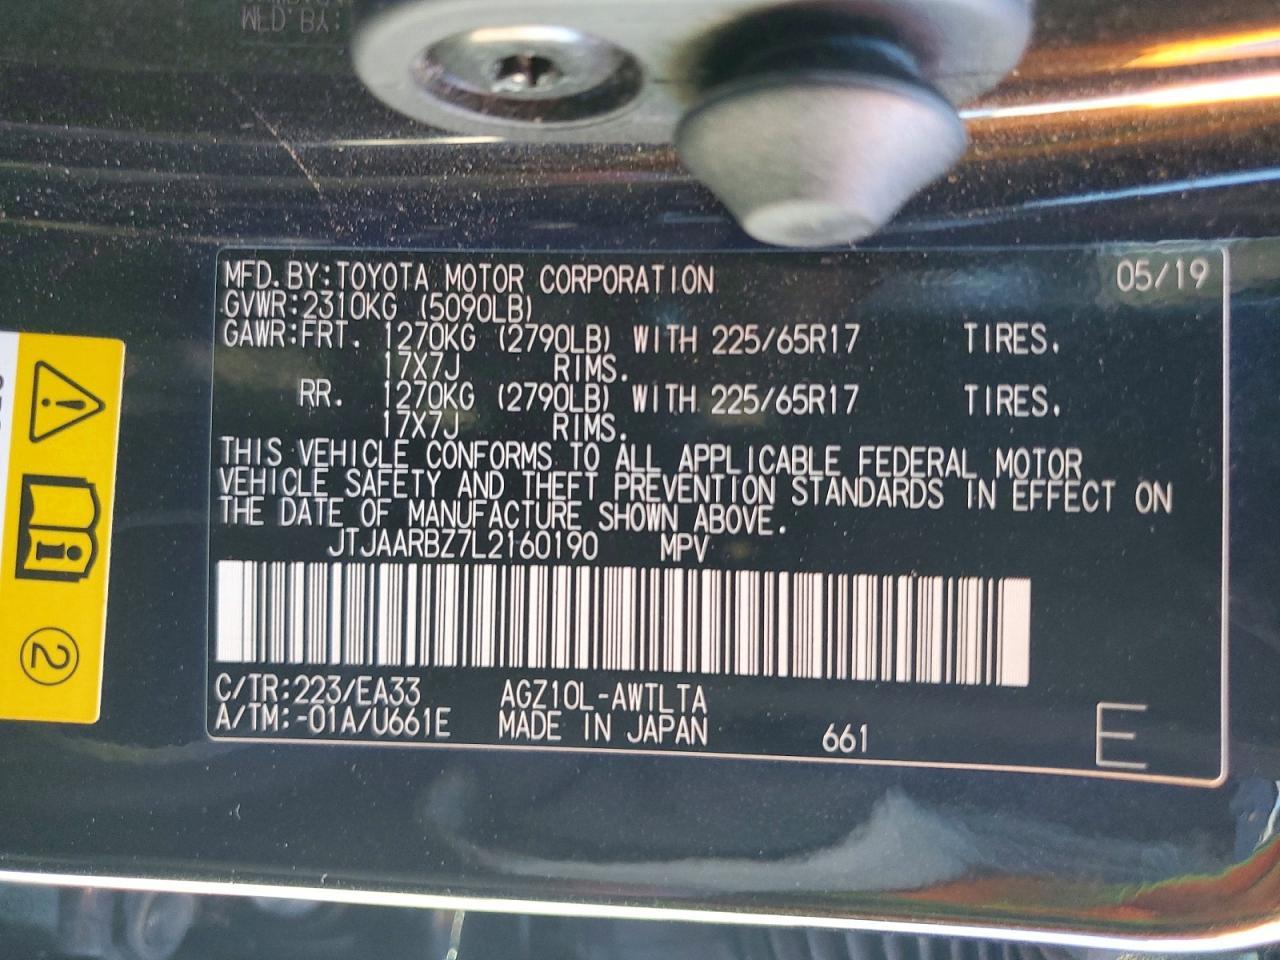 MFD.BY:TOYOTA MOTOR CORPORATION 05/19
GVWR:2310KG (5090LB)
GAWR:FRT. 1270KG (2790LB) WITH 225/65R17 TIRES.
17X7J RIMS.
RR. 1270KG (2790LB) WITH 225/65R17 TIRES.
17X7J RIMS.
THIS VEHICLE CONFORMS TO ALL APPLICABLE FEDERAL MOTOR
VEHICLE SAFETY AND THEFT PREVENTION STANDARDS IN EFFECT ON
THE DATE OF MANUFACTURE SHOWN ABOVE.
JTJAARBZ7L2160190 MPV
C/TR:223/EA33 AGZ10L-AWTLTA
A/TM:-01A/U661E MADE IN JAPAN 661 E
2